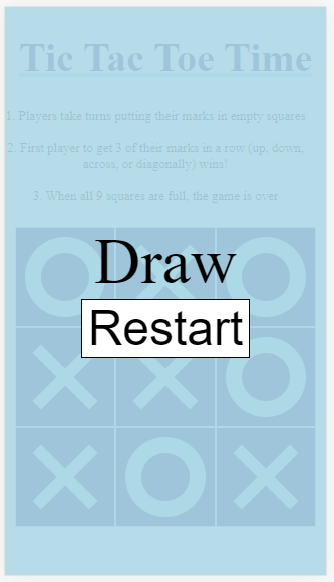 Tic Tac Toe Time
1. Players take turns putting their marks in empty squares
2. First player to get 3 of their marks in a row (up, down,
across, or diagonally) wins!
3. When all 9 squares are full, the game is over
Draw
Restart